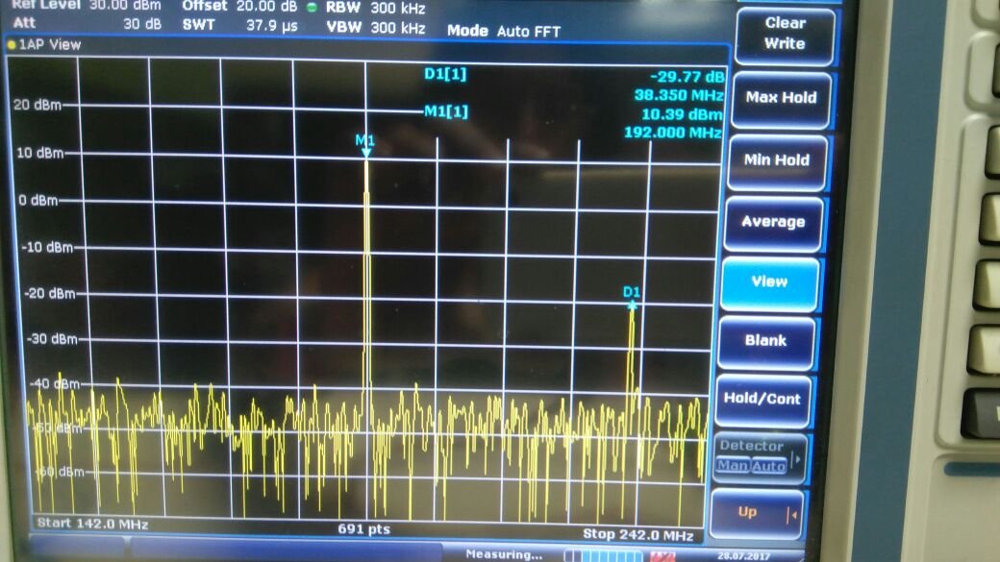 Ref Level 30.00 dBm Offset 20.00 dB RBW 300 kHz
Att 30 dB SWT 37.9 µs VBW 300 kHz Mode Auto FFT
1AP View
D1[1] -29.77 dB
38.350 MHz
M1[1] 10.39 dBm
192.000 MHz
20 dBm
M1
10 dBm
0 dBm
-10 dBm
D1
-20 dBm
-30 dBm
-40 dBm
-50 dBm
-60 dBm
Start 142.0 MHz 691 pts Stop 242.0 MHz
Measuring... 28.07.2017
Clear
Write
Max Hold
Min Hold
Average
View
Blank
Hold/Cont
Detector
Man Auto
Up